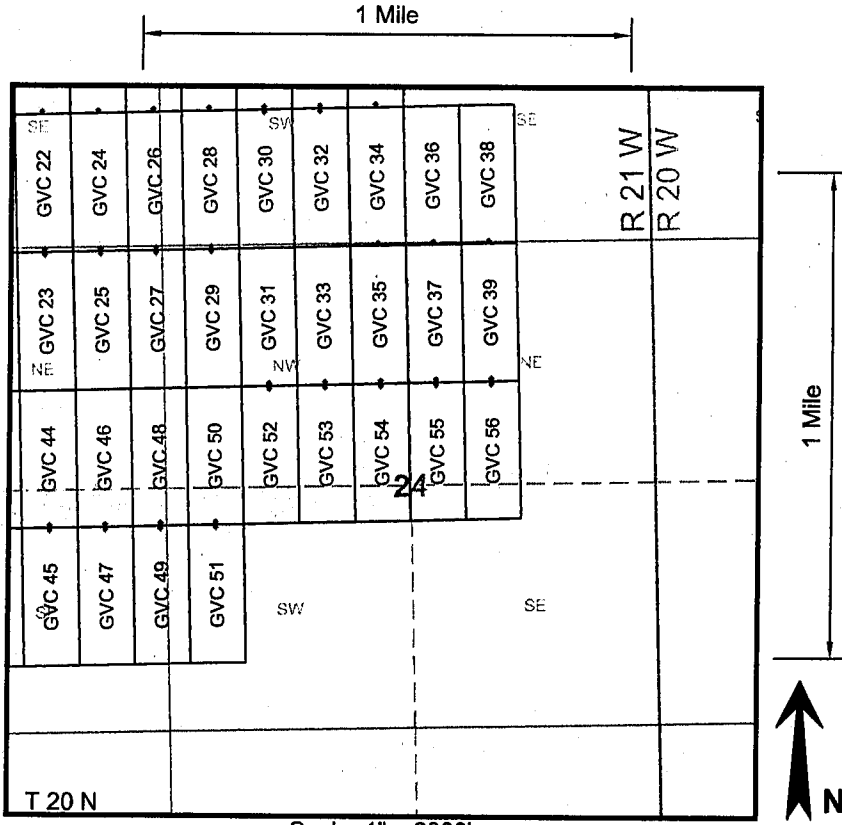 1 Mile
SE SW SE
GVC 22 GVC 24 GVC 26 GVC 28 GVC 30 GVC 32 GVC 34 GVC 36 GVC 38
R 21 W
R 20 W
GVC 23 GVC 25 GVC 27 GVC 29 GVC 31 GVC 33 GVC 35 GVC 37 GVC 39
NE NW NE
1 Mile
GVC 44 GVC 46 GVC 48 GVC 50 GVC 52 GVC 53 GVC 54 GVC 55 GVC 56
24
GVC 45 GVC 47 GVC 49 GVC 51
SW SE
T 20 N
N